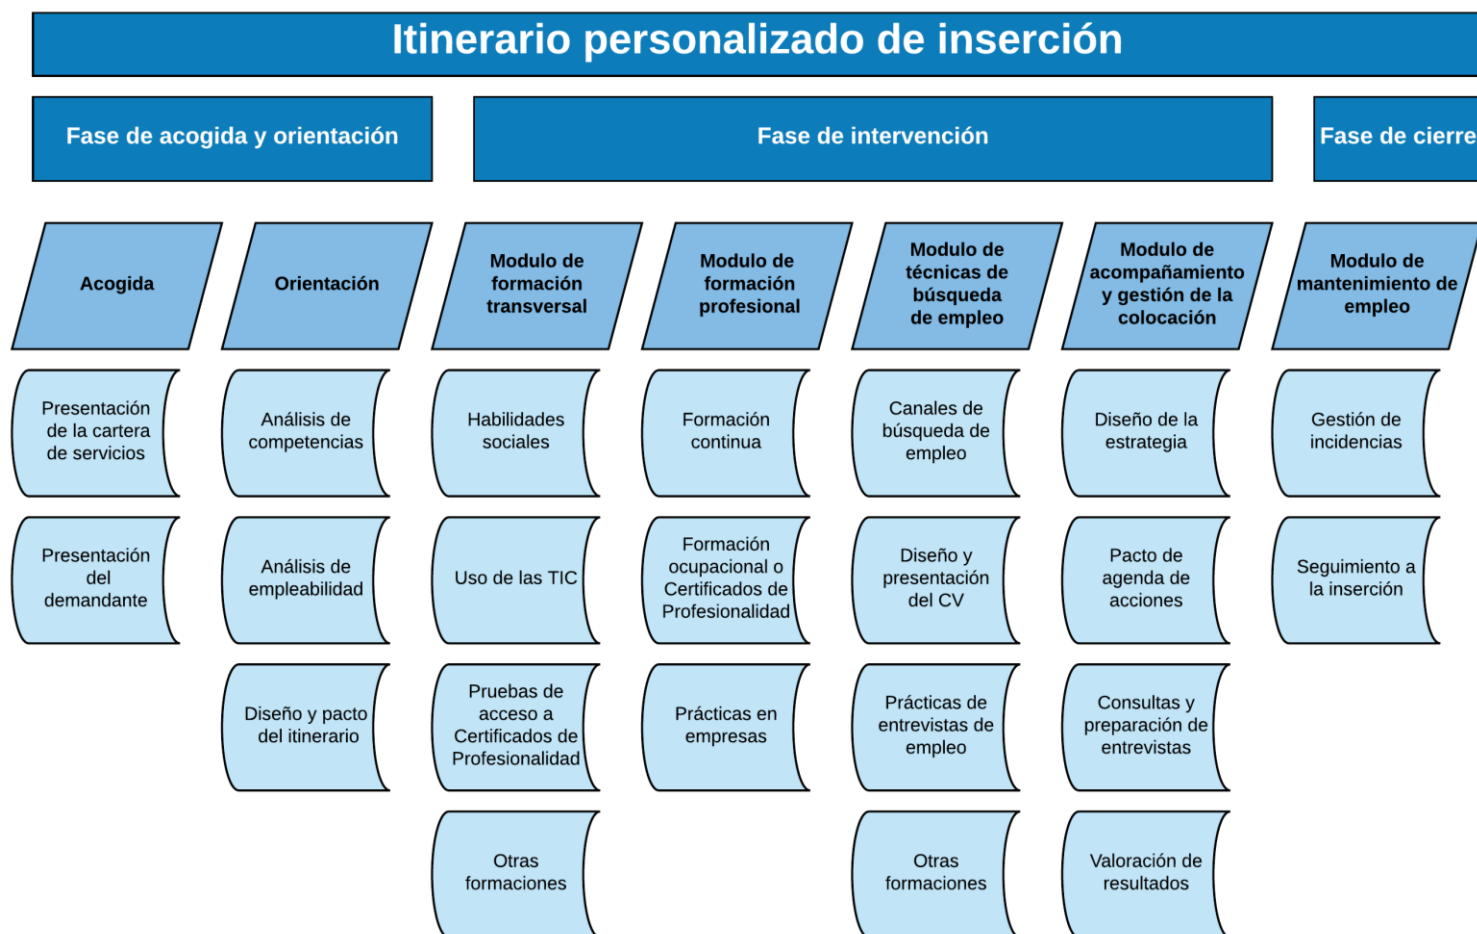 Itinerario personalizado de inserción
Fase de acogida y orientación
Fase de intervención
Fase de cierre
Acogida
Orientación
Modulo de
formación
transversal
Modulo de
formación
profesional
Modulo de
técnicas de
búsqueda
de empleo
Modulo de
acompañamiento
y gestión de la
colocación
Modulo de
mantenimiento de
empleo
Presentación
de la cartera
de servicios
Análisis de
competencias
Habilidades
sociales
Formación
continua
Canales de
búsqueda de
empleo
Diseño de la
estrategia
Gestión de
incidencias
Presentación
del
demandante
Análisis de
empleabilidad
Uso de las TIC
Formación
ocupacional o
Certificados de
Profesionalidad
Diseño y
presentación
del CV
Pacto de
agenda de
acciones
Seguimiento a
la inserción
Diseño y pacto
del itinerario
Pruebas de
acceso a
Certificados de
Profesionalidad
Prácticas en
empresas
Prácticas de
entrevistas de
empleo
Consultas y
preparación de
entrevistas
Otras
formaciones
Otras
formaciones
Valoración de
resultados